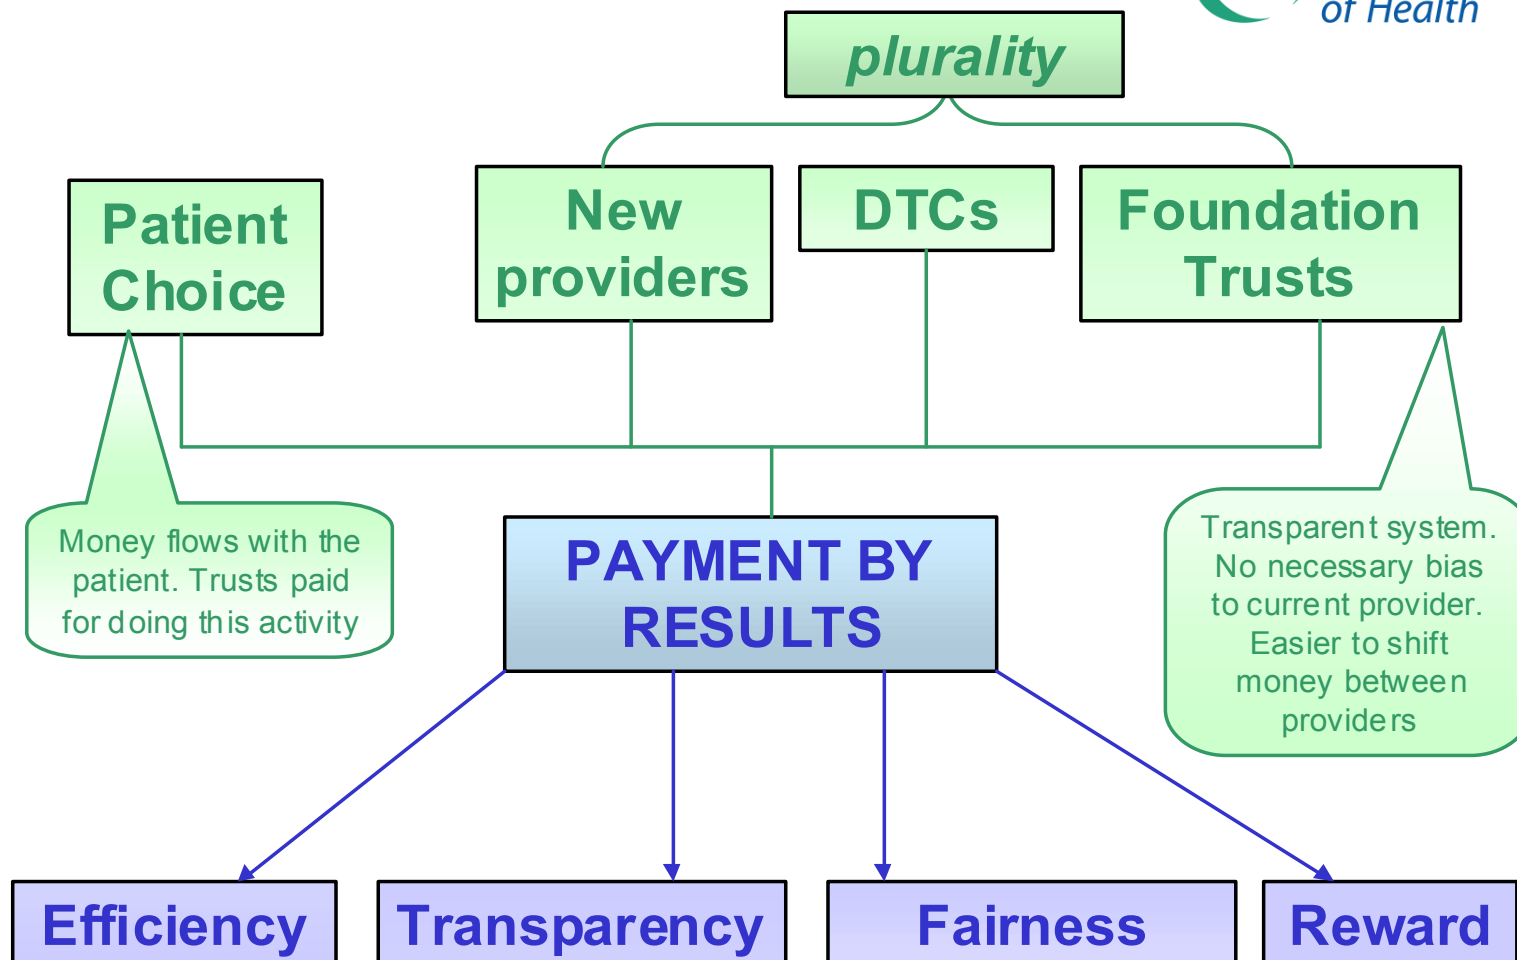 of Health
plurality
Patient
Choice
New
providers
DTCs
Foundation
Trusts
Money flows with the
patient. Trusts paid
for doing this activity
PAYMENT BY
RESULTS
Transparent system.
No necessary bias
to current provider.
Easier to shift
money between
providers
Efficiency
Transparency
Fairness
Reward